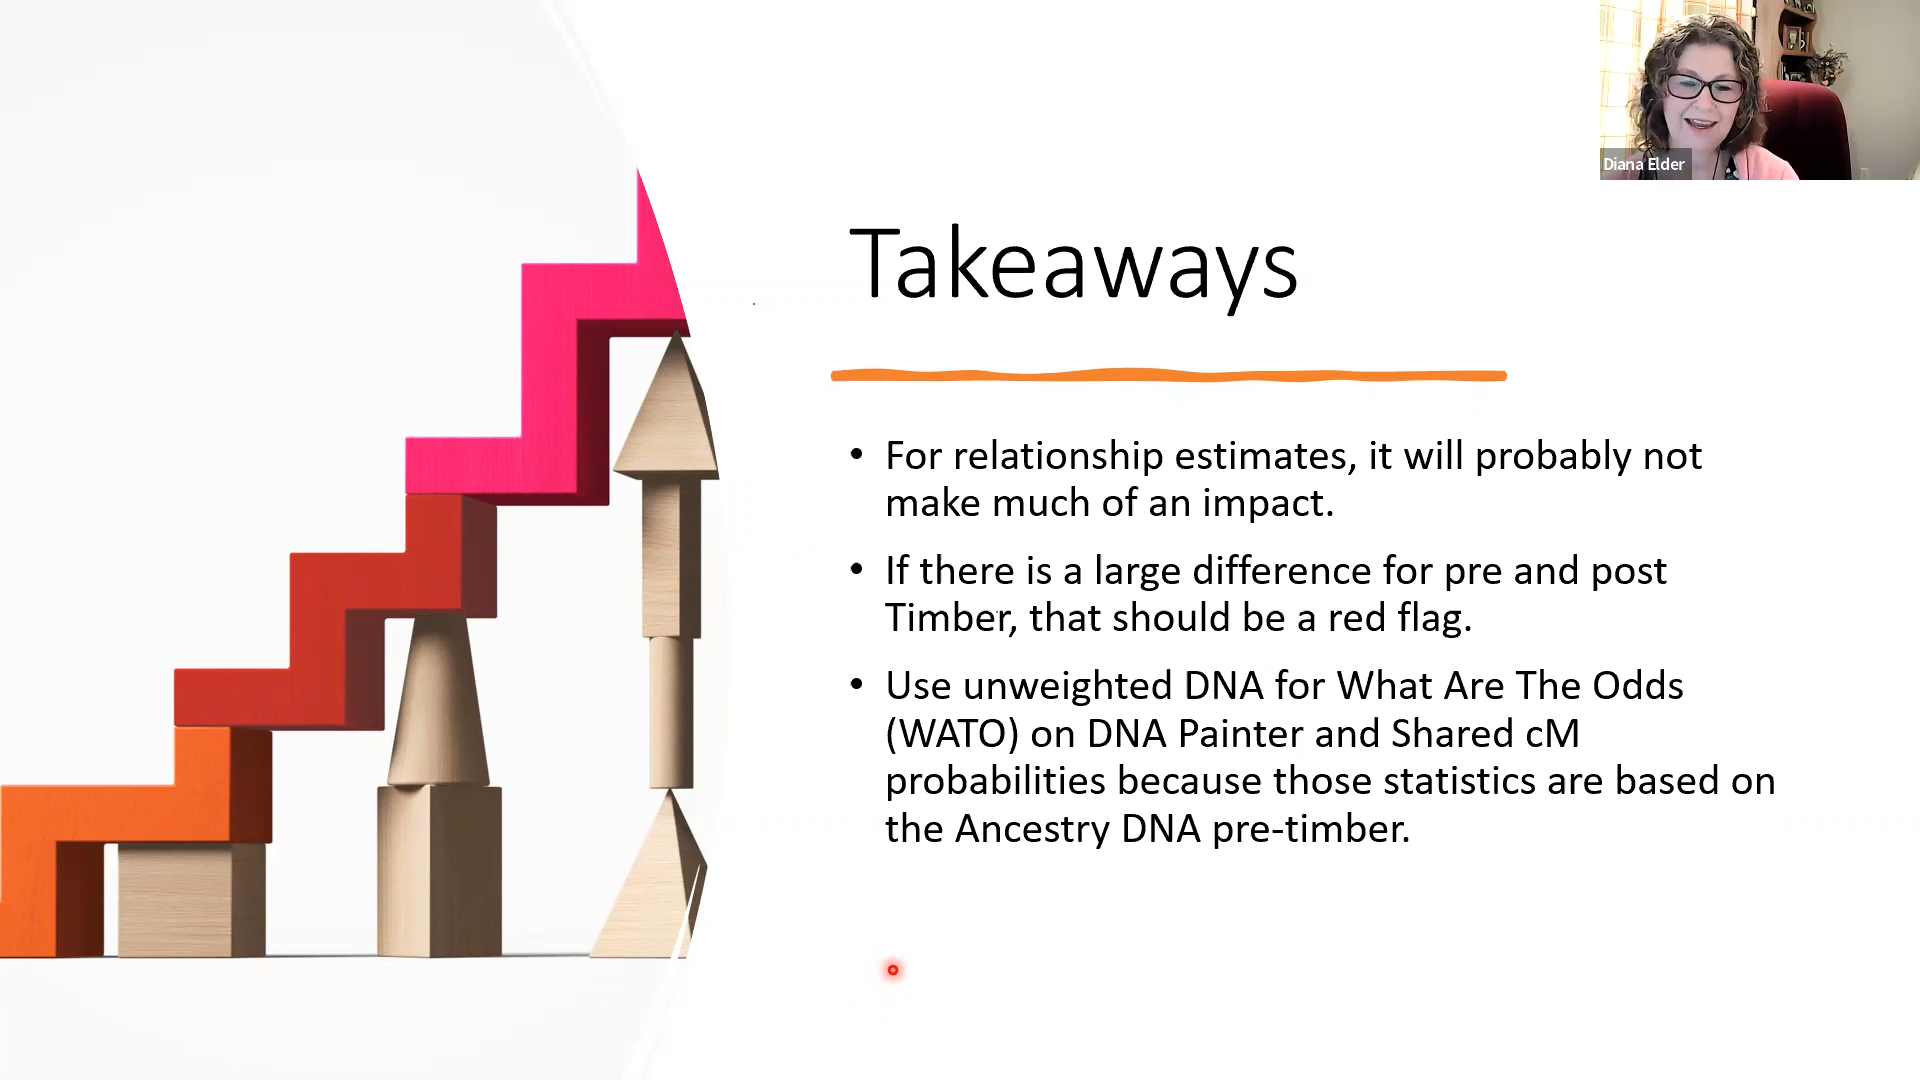 Diana Elder
Takeaways
• For relationship estimates, it will probably not
make much of an impact.
• If there is a large difference for pre and post
Timber, that should be a red flag.
• Use unweighted DNA for What Are The Odds
(WATO) on DNA Painter and Shared cM
probabilities because those statistics are based on
the Ancestry DNA pre-timber.